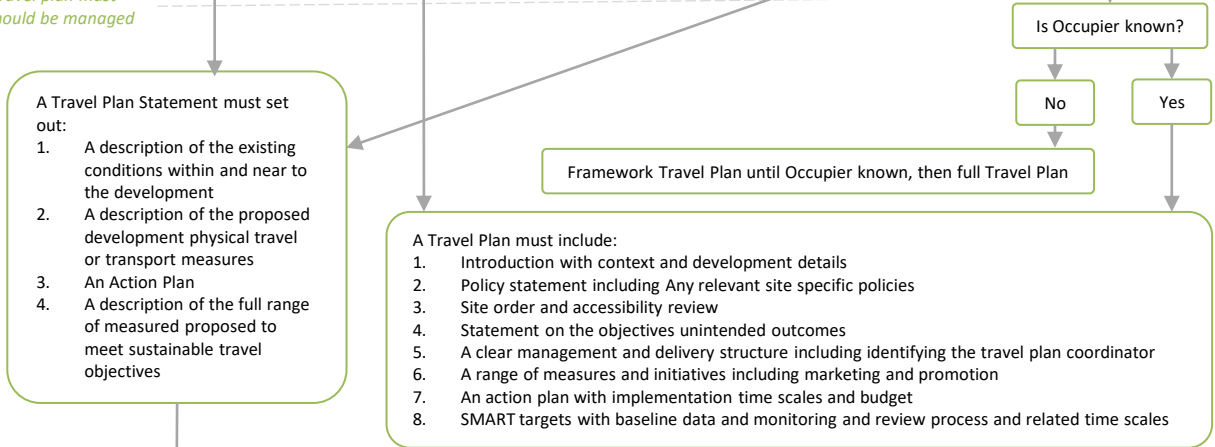 travel plan must
hould be managed
Is Occupier known?
No
Yes
Framework Travel Plan until Occupier known, then full Travel Plan
A Travel Plan Statement must set
out:
1. A description of the existing
conditions within and near to
the development
2. A description of the proposed
development physical travel
or transport measures
3. An Action Plan
4. A description of the full range
of measured proposed to
meet sustainable travel
objectives
A Travel Plan must include:
1. Introduction with context and development details
2. Policy statement including Any relevant site specific policies
3. Site order and accessibility review
4. Statement on the objectives unintended outcomes
5. A clear management and delivery structure including identifying the travel plan coordinator
6. A range of measures and initiatives including marketing and promotion
7. An action plan with implementation time scales and budget
8. SMART targets with baseline data and monitoring and review process and related time scales